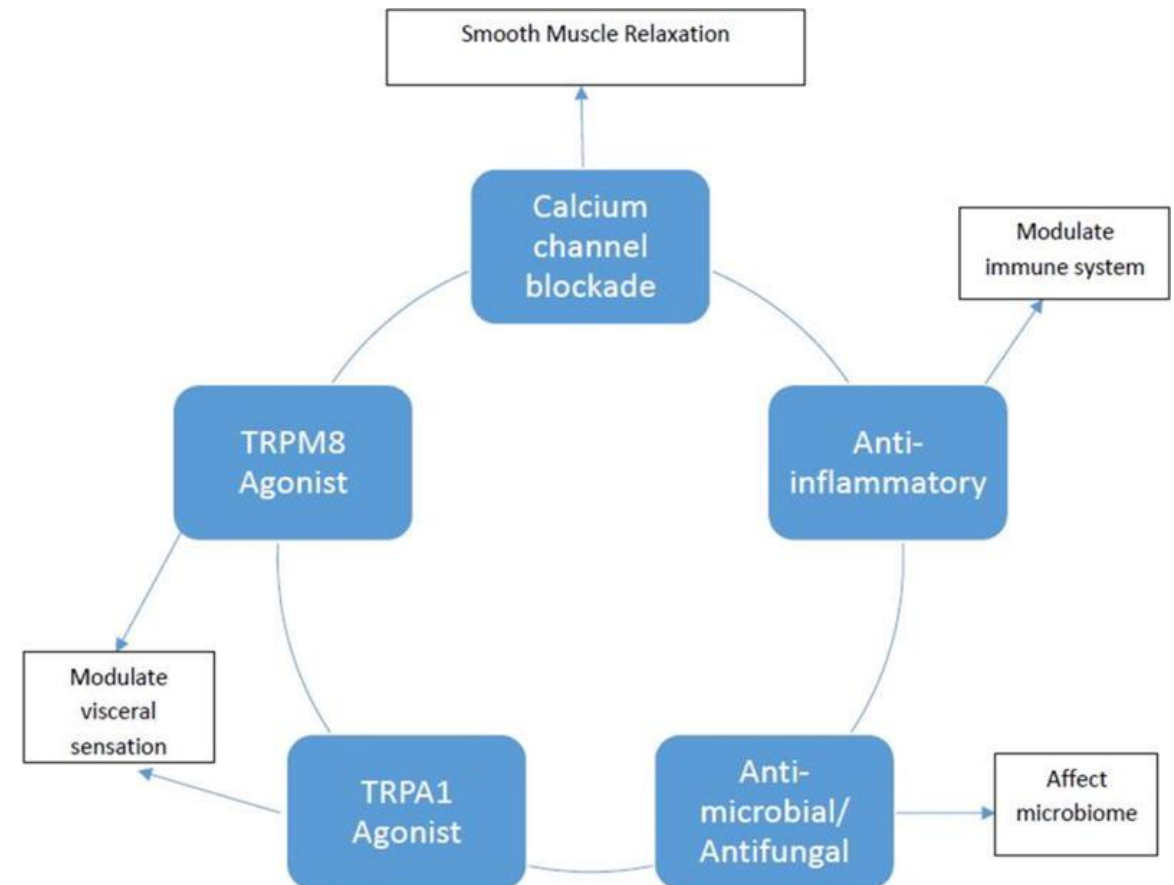 Smooth Muscle Relaxation
Calcium
channel
blockade
Modulate
immune system
TRPM8
Agonist
Anti-
inflammatory
Modulate
visceral
sensation
TRPA1
Agonist
Anti-
microbial/
Antifungal
Affect
microbiome